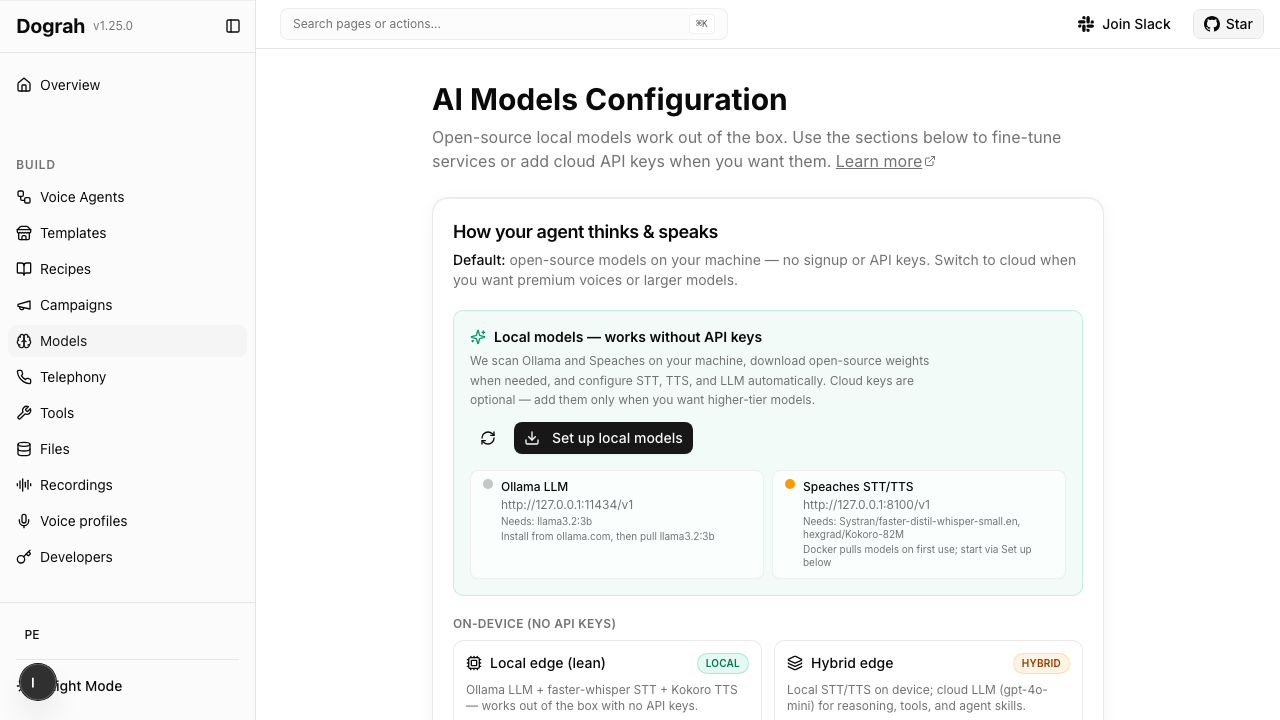 Dograh v1.25.0
Search pages or actions...
⌘K
Join Slack
Star
Overview
BUILD
Voice Agents
Templates
Recipes
Campaigns
Models
Telephony
Tools
Files
Recordings
Voice profiles
Developers
PE
ight Mode
AI Models Configuration
Open-source local models work out of the box. Use the sections below to fine-tune
services or add cloud API keys when you want them. Learn more
How your agent thinks & speaks
Default: open-source models on your machine — no signup or API keys. Switch to cloud when
you want premium voices or larger models.
Local models — works without API keys
We scan Ollama and Speaches on your machine, download open-source weights
when needed, and configure STT, TTS, and LLM automatically. Cloud keys are
optional — add them only when you want higher-tier models.
Set up local models
Ollama LLM
http://127.0.0.1:11434/v1
Needs: llama3.2:3b
Install from ollama.com, then pull llama3.2:3b
Speaches STT/TTS
http://127.0.0.1:8100/v1
Needs: Systran/faster-distil-whisper-small.en,
hexgrad/Kokoro-82M
Docker pulls models on first use; start via Set up
below
ON-DEVICE (NO API KEYS)
Local edge (lean)
LOCAL
Ollama LLM + faster-whisper STT + Kokoro TTS
— works out of the box with no API keys.
Hybrid edge
HYBRID
Local STT/TTS on device; cloud LLM (gpt-4o-
mini) for reasoning, tools, and agent skills.